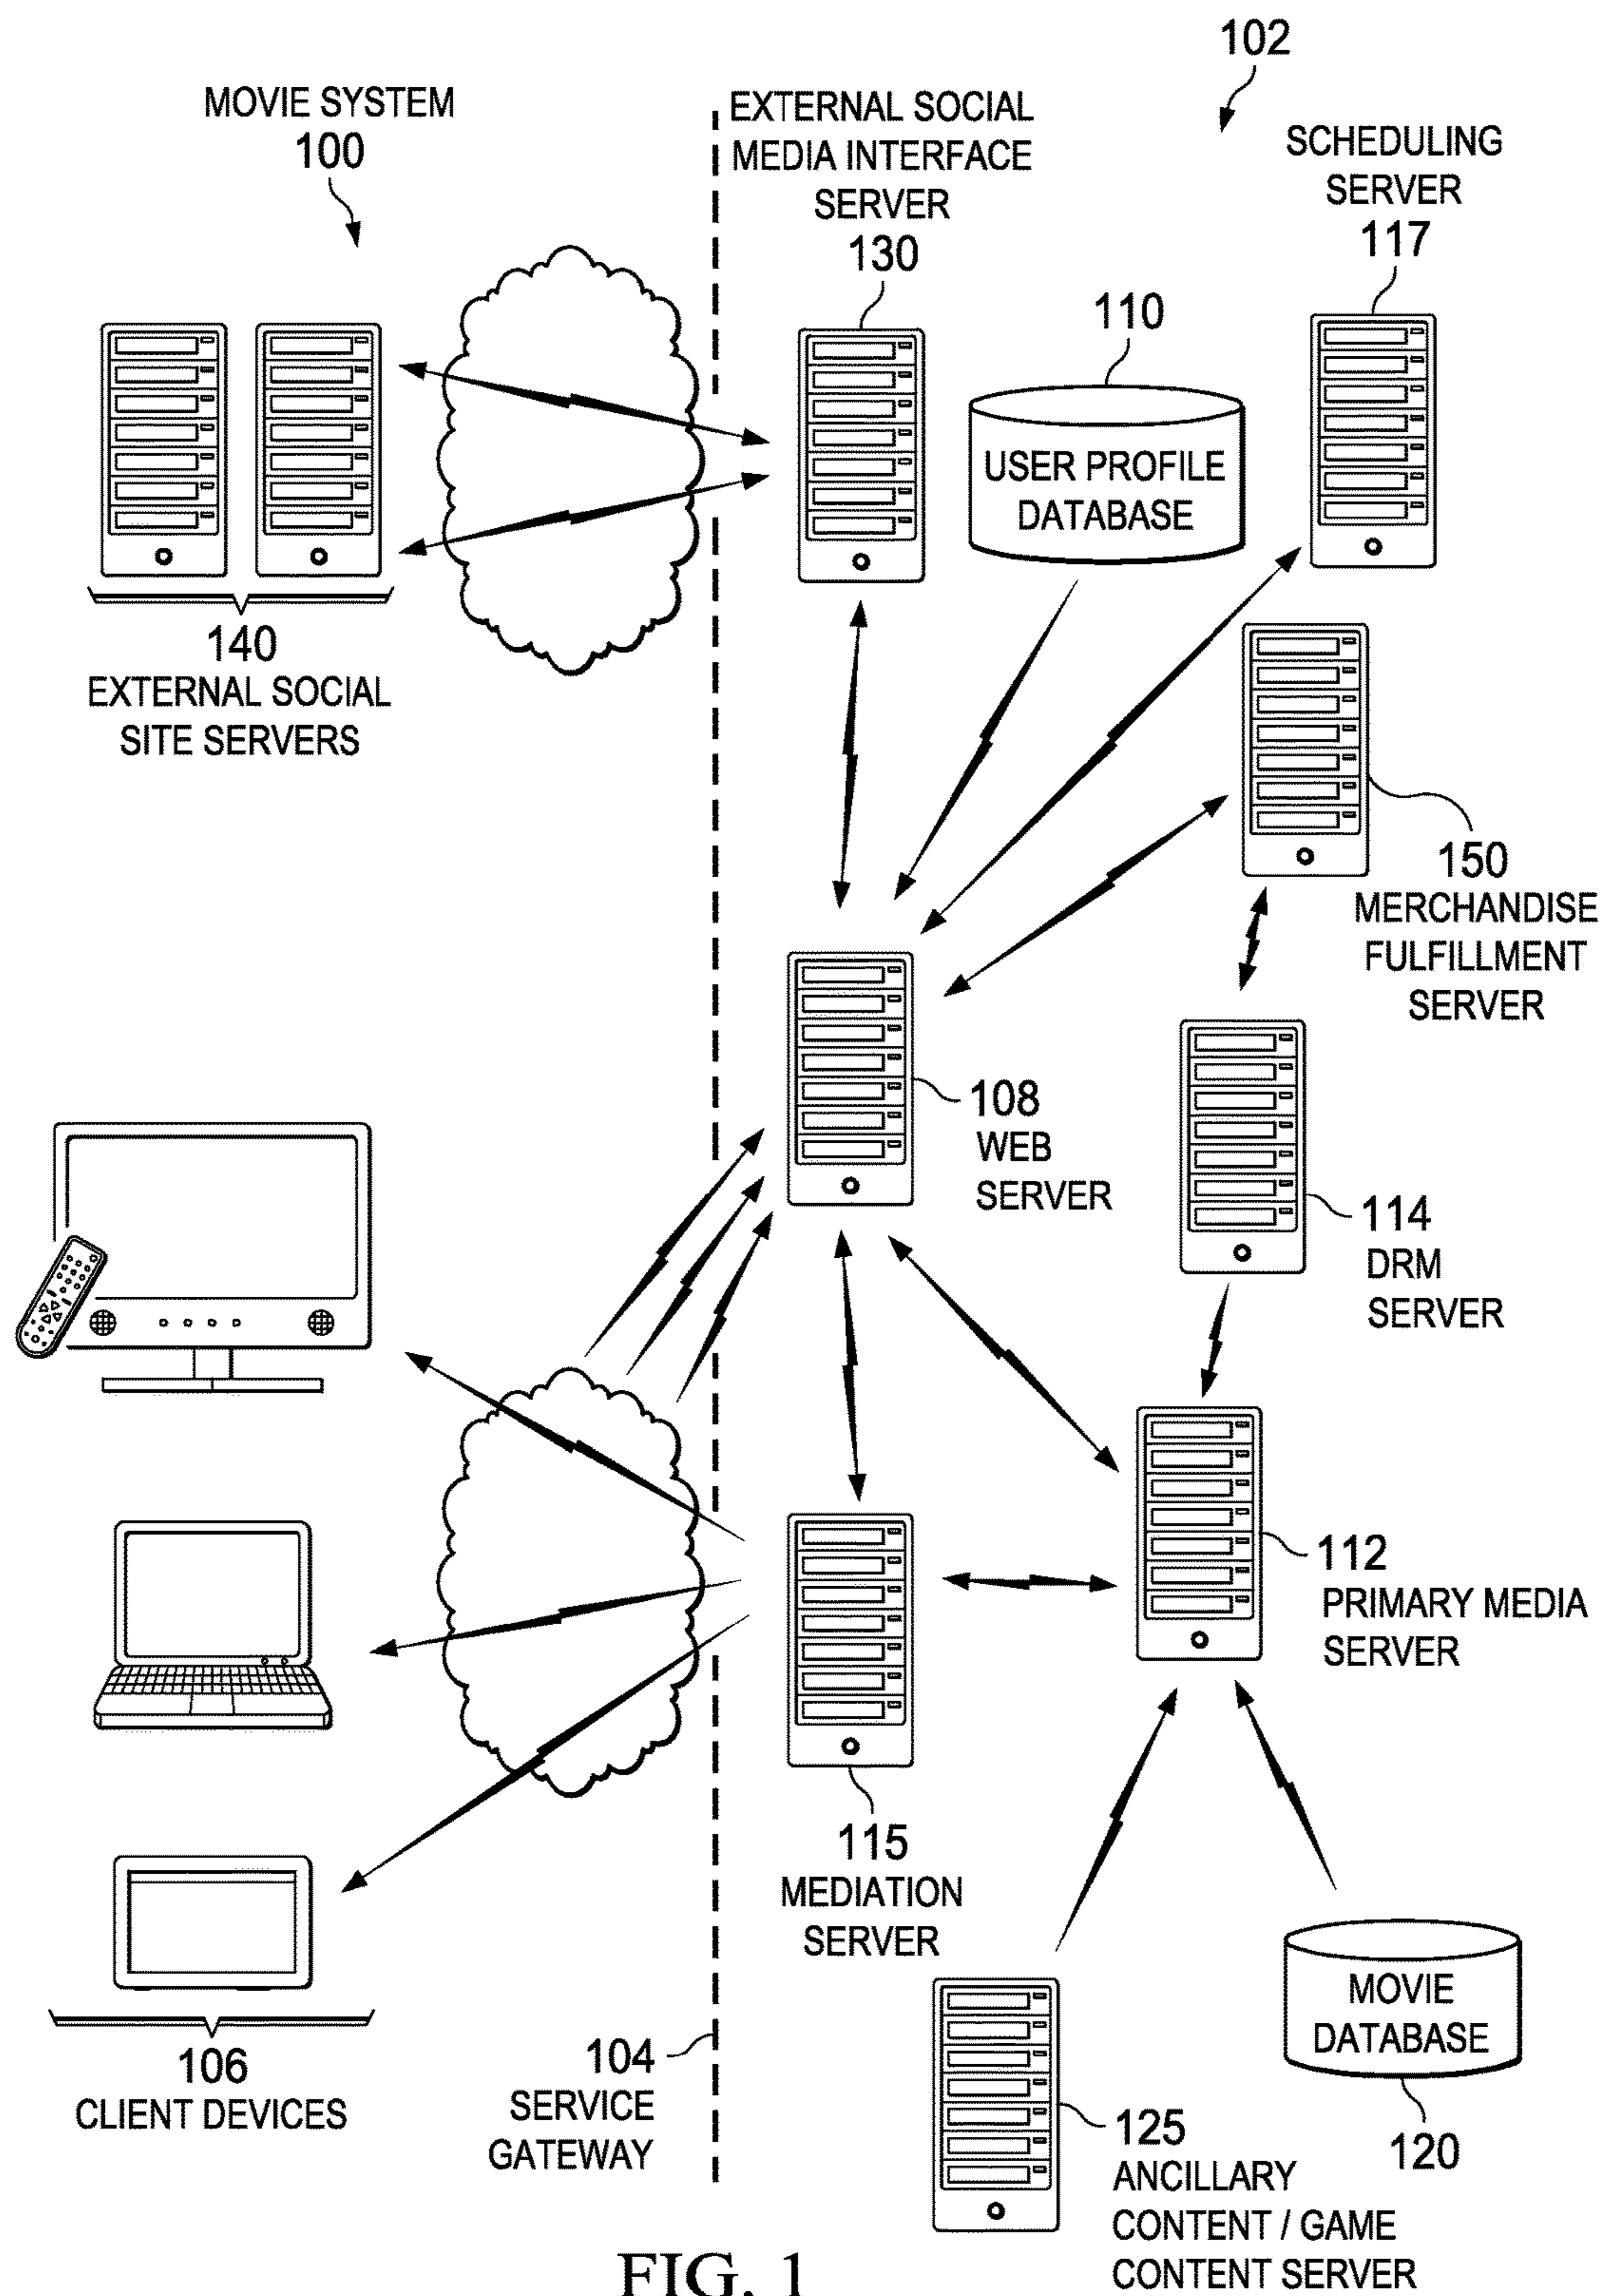 102
MOVIE SYSTEM
100
EXTERNAL SOCIAL
MEDIA INTERFACE
SERVER
130
SCHEDULING
SERVER
117
110
USER PROFILE
DATABASE
140
EXTERNAL SOCIAL
SITE SERVERS
150
MERCHANDISE
FULFILLMENT
SERVER
108
WEB
SERVER
114
DRM
SERVER
112
PRIMARY MEDIA
SERVER
115
MEDIATION
SERVER
MOVIE
DATABASE
120
106
CLIENT DEVICES
104
SERVICE
GATEWAY
125
ANCILLARY
CONTENT / GAME
CONTENT SERVER
FIG. 1